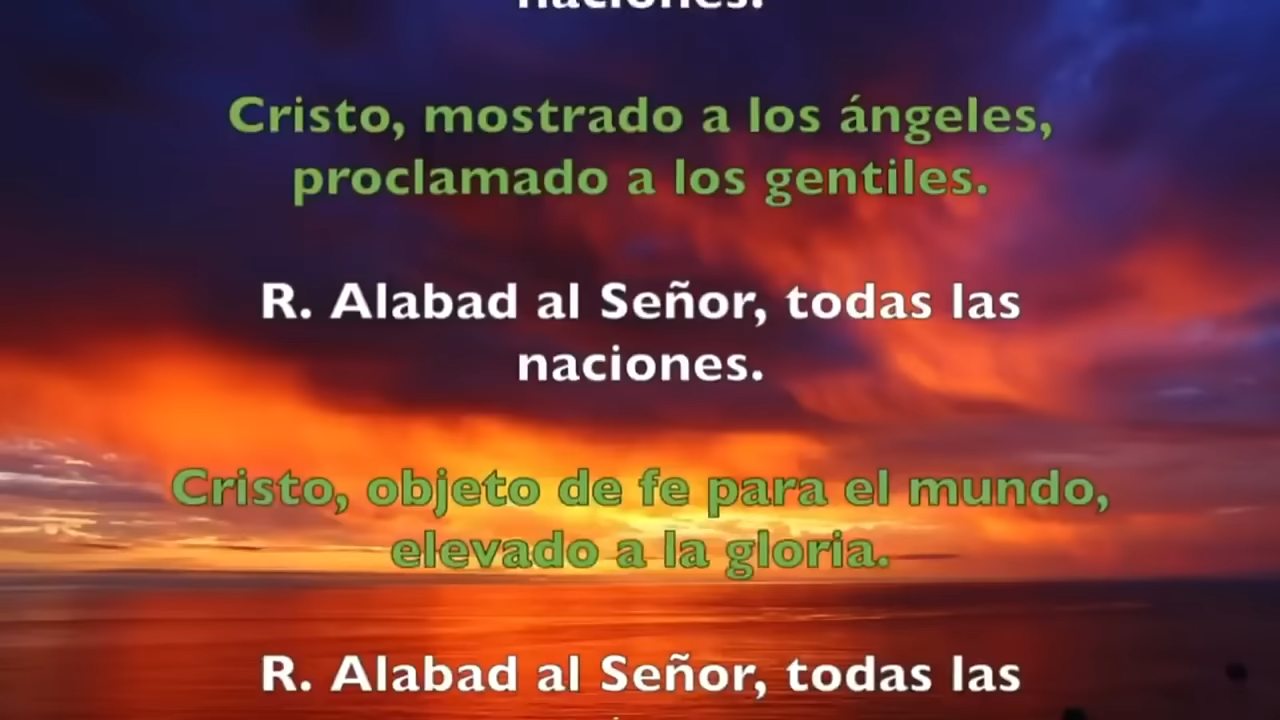 naciones.
Cristo, mostrado a los ángeles,
proclamado a los gentiles.
R. Alabad al Señor, todas las
naciones.
Cristo, objeto de fe para el mundo,
elevado a la gloria.
R. Alabad al Señor, todas las